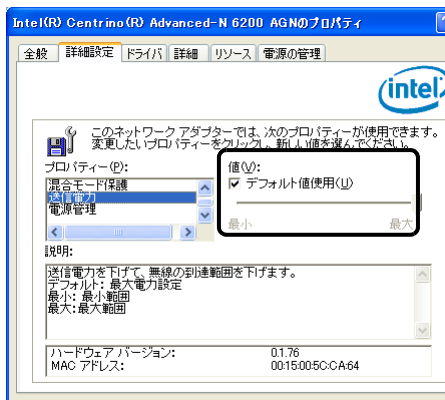 Intel(R) Centrino(R) Advanced-N 6200 AGNのプロパティ
全般 詳細設定 ドライバ 詳細 リソース 電源の管理
intel
このネットワーク アダプターでは、次のプロパティーが使用できます。
変更したいプロパティーをクリックし、新しい値を選んでください。
プロパティー(P):
値(V):
混合モード保護
送信電力
電源管理
デフォルト値使用(U)
最小 最大
説明:
送信電力を下げて、無線の到達範囲を下げます。
デフォルト: 最大電力設定
最小: 最小範囲
最大:最大範囲
ハードウェア バージョン: 0.1.76
MAC アドレス: 00:15:00:5C:CA:64